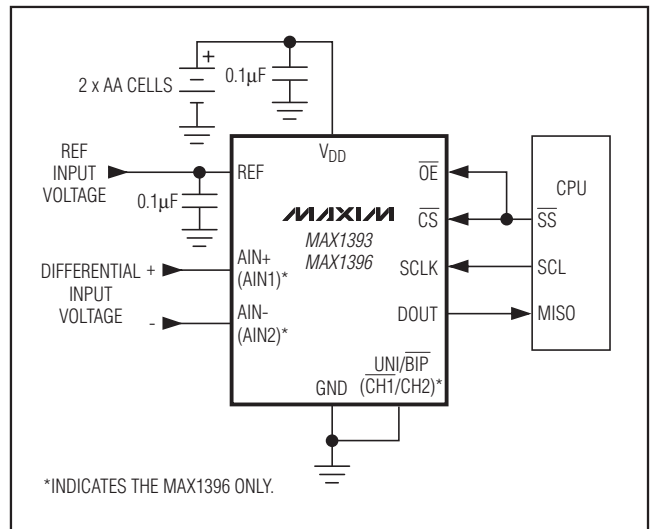 +
2 x AA CELLS
0.1μF
VDD
REF
INPUT
VOLTAGE
0.1μF
REF
OE
CPU
MAXIM
CS
SS
MAX1393
MAX1396
DIFFERENTIAL +
INPUT
VOLTAGE
-
AIN+
(AIN1)*
SCLK
SCL
AIN-
(AIN2)*
DOUT
MISO
UNI/BIP
(CH1/CH2)*
GND
*INDICATES THE MAX1396 ONLY.